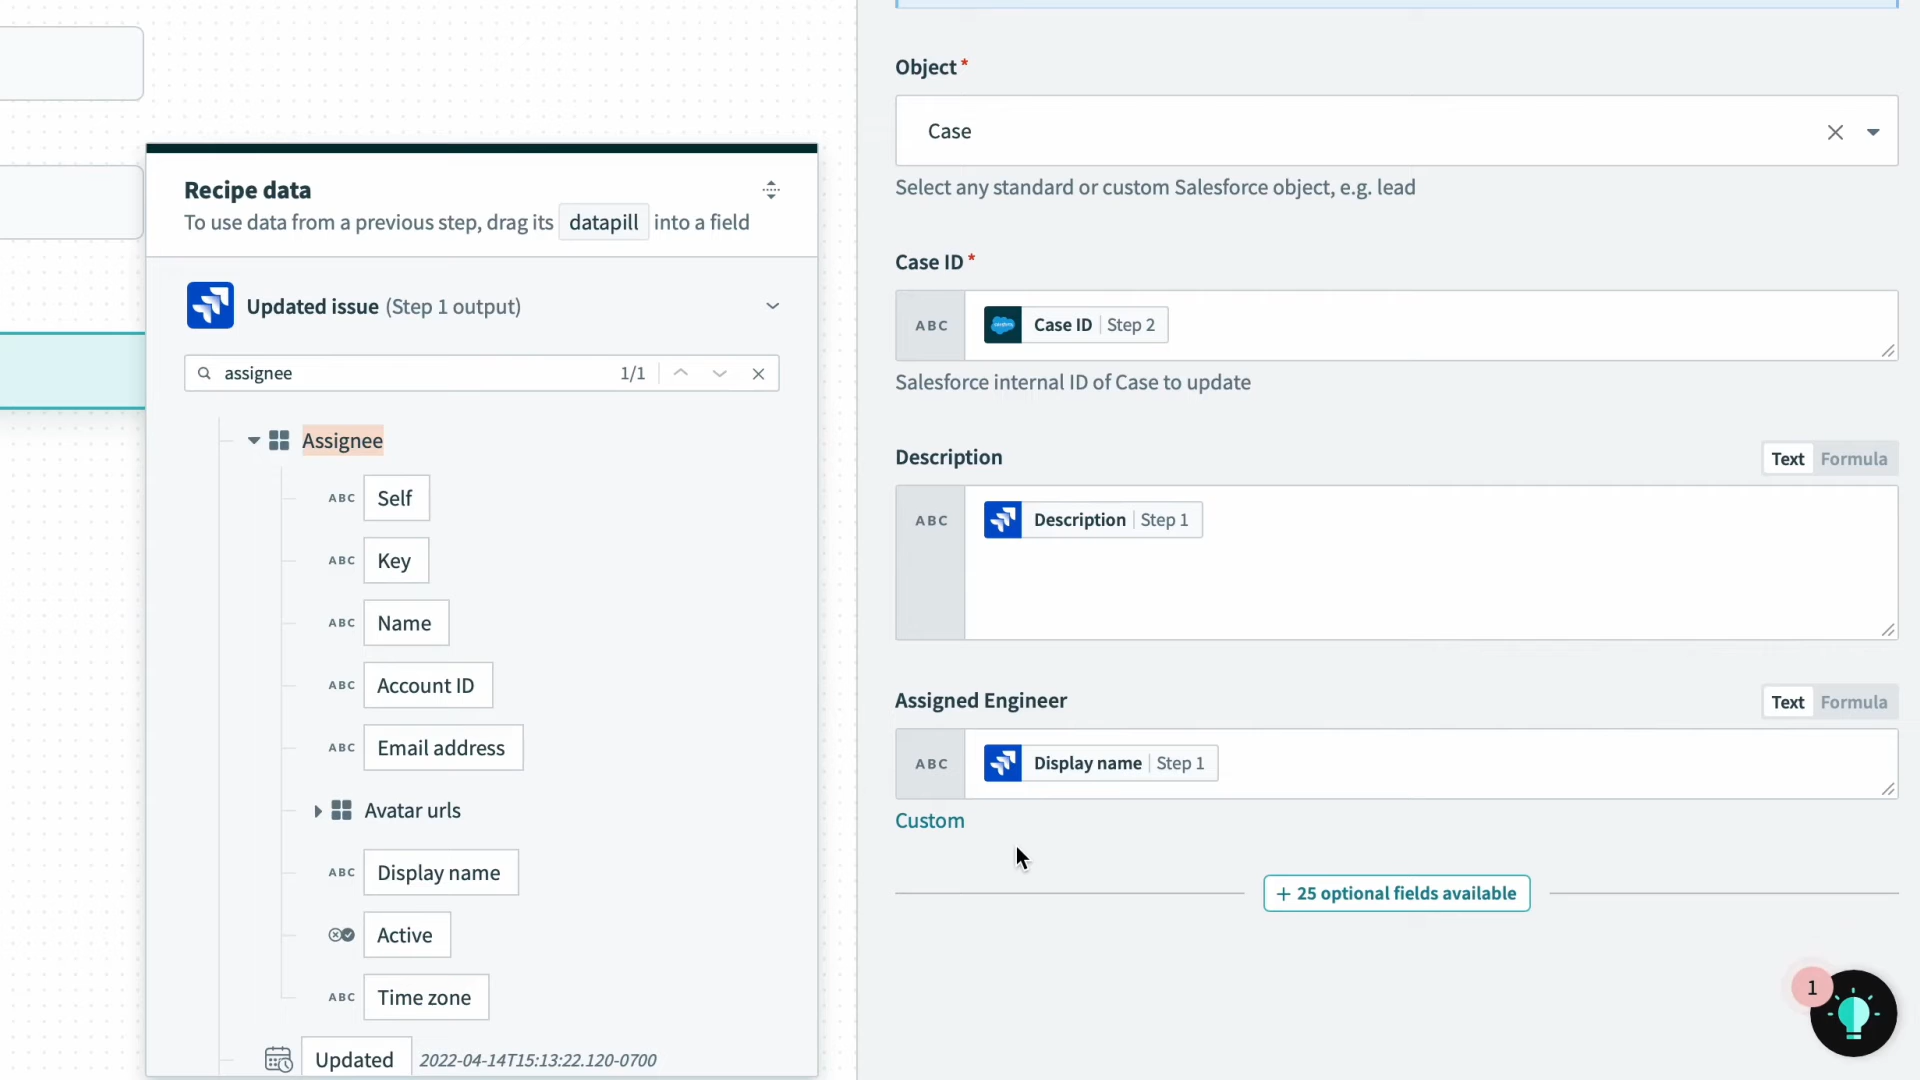 Recipe data
To use data from a previous step, drag its datapill into a field
Updated issue (Step 1 output)
assignee 1/1
Assignee
ABC Self
ABC Key
ABC Name
ABC Account ID
ABC Email address
Avatar urls
ABC Display name
Active
ABC Time zone
Updated 2022-04-14T15:13:22.120-0700
Object*
Case
Select any standard or custom Salesforce object, e.g. lead
Case ID*
ABC Case ID Step 2
Salesforce internal ID of Case to update
Description Text Formula
ABC Description Step 1
Assigned Engineer Text Formula
ABC Display name Step 1
Custom
+ 25 optional fields available
1